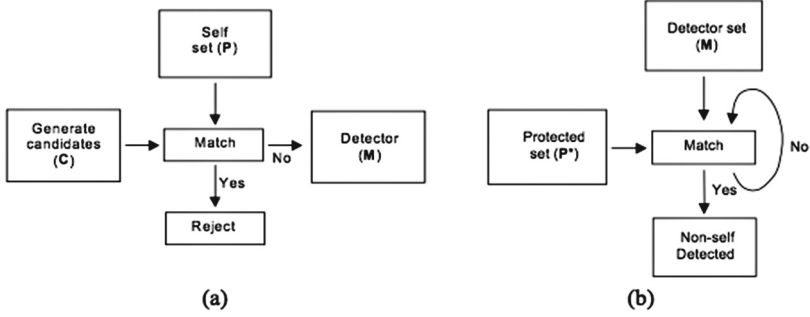 Self
set (P)
Generate
candidates
(C)
Match
No
Detector
(M)
Yes
Reject
(a)
Detector set
(M)
Protected
set (P*)
Match
No
Yes
Non-self
Detected
(b)